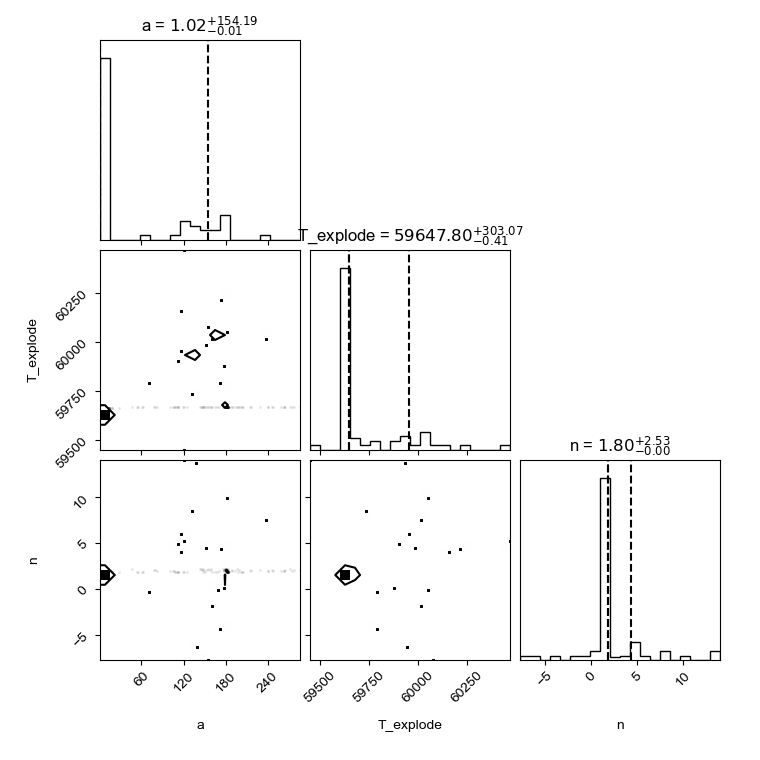 a = 1.02+154.19−0.01
T_explode = 59647.80+303.07−0.41
60250
60000
59750
59500
T_explode
n = 1.80+2.53−0.00
10
5
0
−5
n
60 120 180 240
59500 59750 60000 60250
−5 0 5 10
a T_explode n